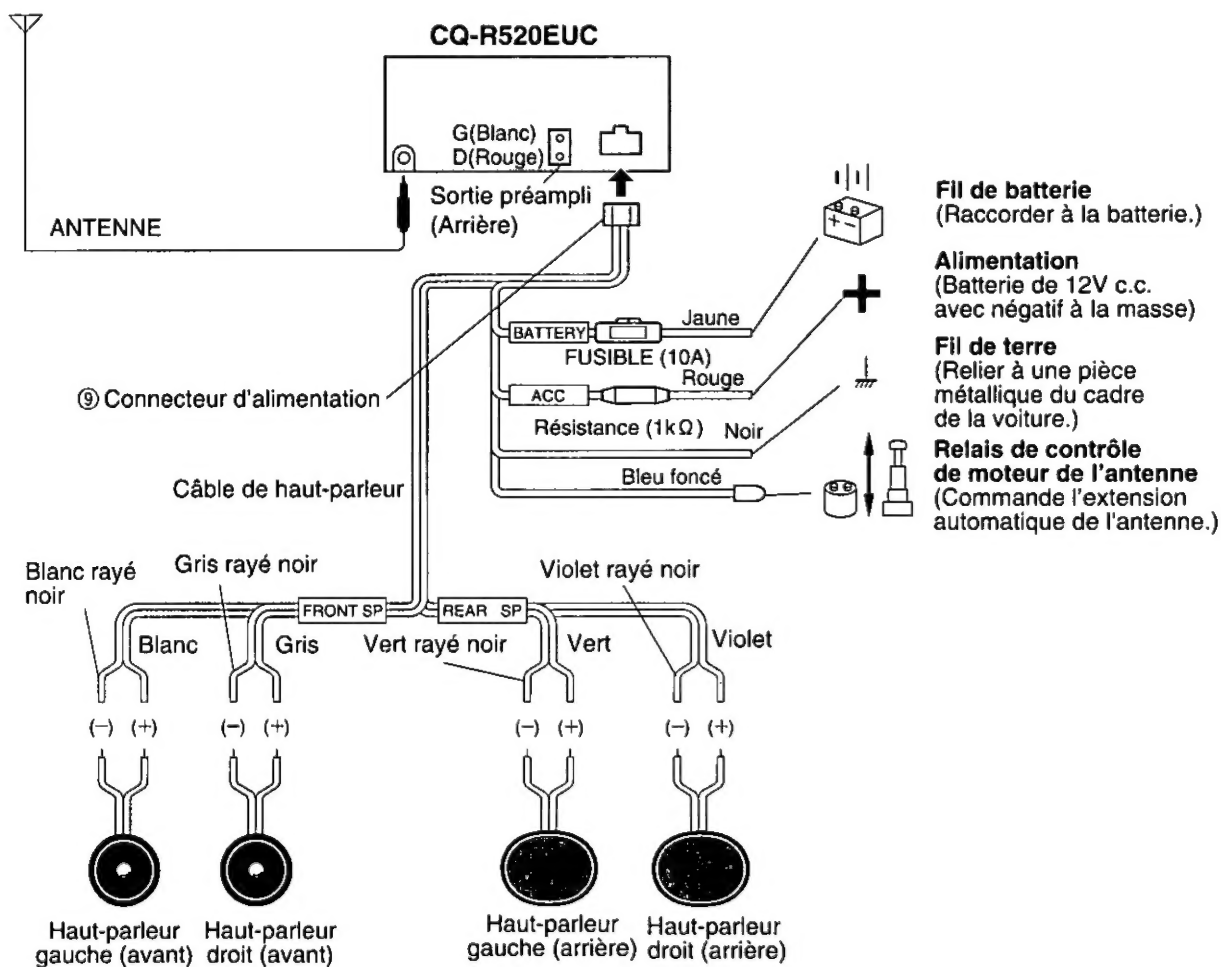 CQ-R520EUC
G(Blanc)
D(Rouge)
Sortie préampli
(Arrière)
ANTENNE
Fil de batterie
(Raccorder à la batterie.)
Alimentation
(Batterie de 12V c.c.
avec négatif à la masse)
Fil de terre
(Relier à une pièce
métallique du cadre
de la voiture.)
Relais de contrôle
de moteur de l'antenne
(Commande l'extension
automatique de l'antenne.)
BATTERY
Jaune
FUSIBLE (10A)
ACC
Rouge
Résistance (1kΩ)
Noir
Bleu foncé
⑨ Connecteur d'alimentation
Câble de haut-parleur
Blanc rayé
noir
Gris rayé noir
Violet rayé noir
FRONT SP
REAR SP
Blanc
Gris
Vert rayé noir
Vert
Violet
(−) (+)
(−) (+)
(−) (+)
(−) (+)
Haut-parleur
gauche (avant)
Haut-parleur
droit (avant)
Haut-parleur
gauche (arrière)
Haut-parleur
droit (arrière)